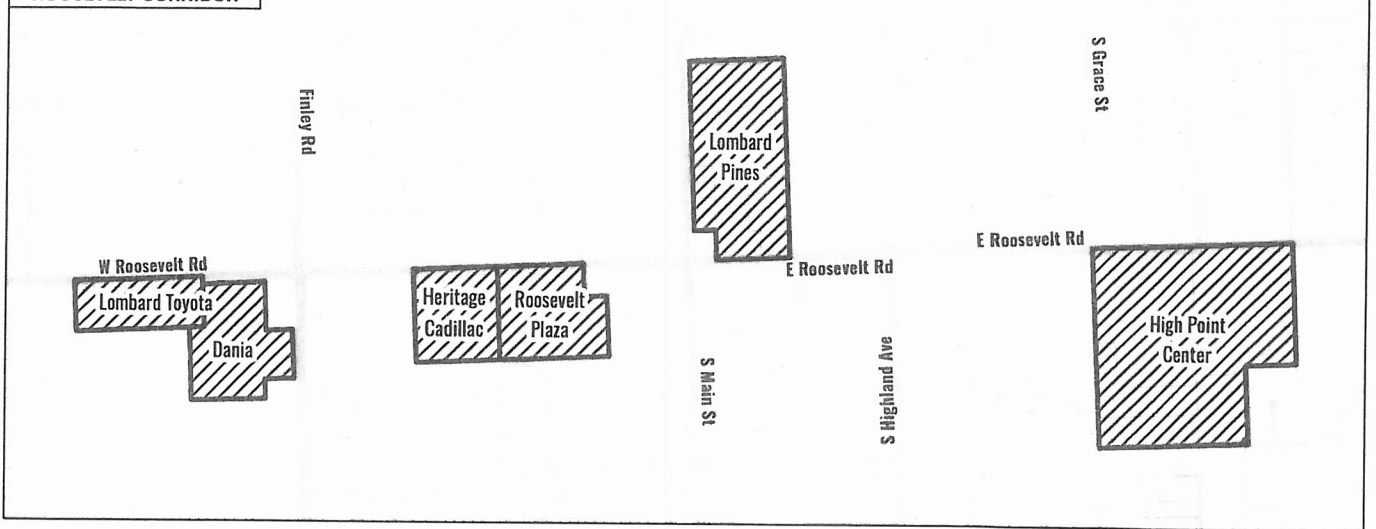 Finley Rd
S Grace St
Lombard
Pines
E Roosevelt Rd
W Roosevelt Rd
E Roosevelt Rd
Lombard Toyota
Heritage
Cadillac
Roosevelt
Plaza
Dania
High Point
Center
S Main St
S Highland Ave